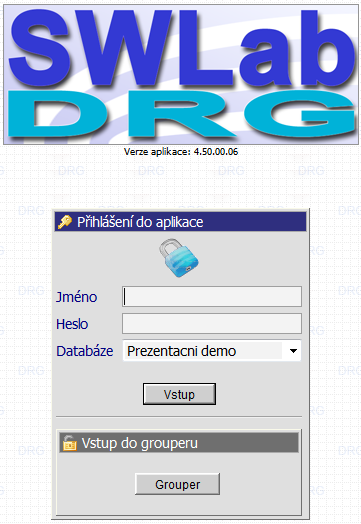 SWLab
DRG
Verze aplikace: 4.50.00.06
Přihlášení do aplikace
Jméno
Heslo
Databáze Prezentacni demo
Vstup
Vstup do grouperu
Grouper